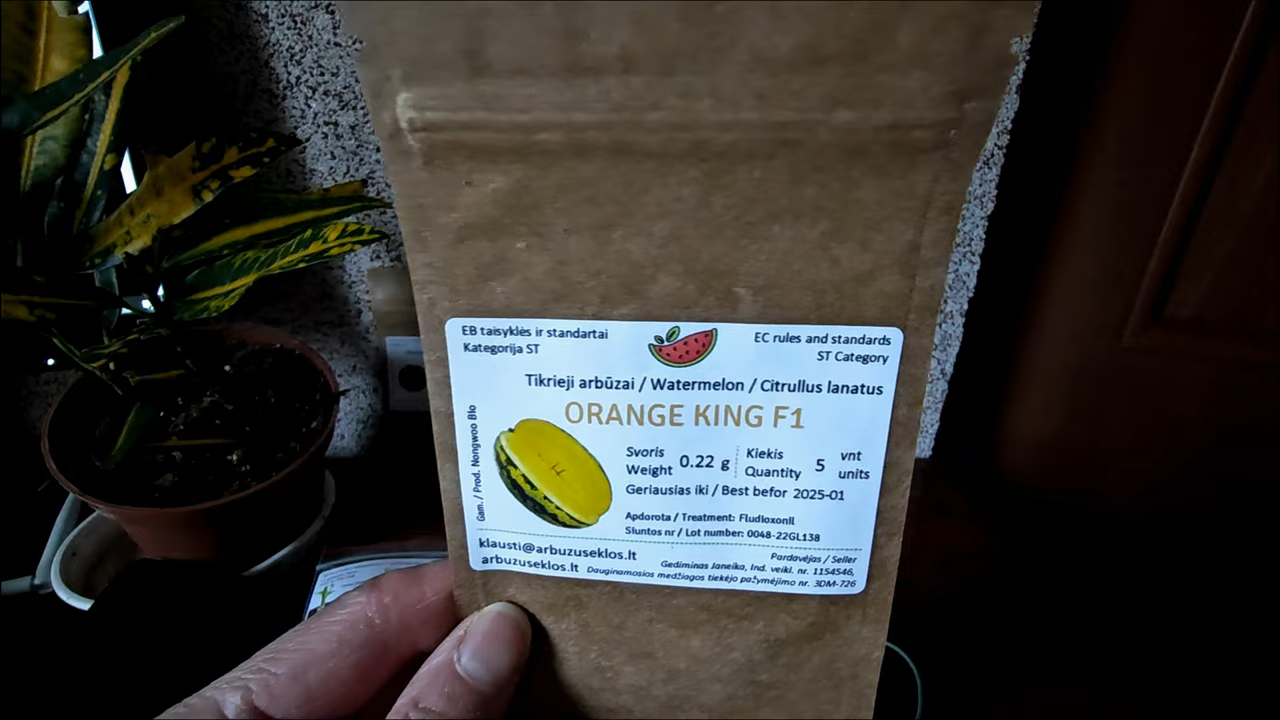 EB taisyklės ir standartai
Kategorija ST
EC rules and standards
ST Category
Tikrieji arbūzai / Watermelon / Citrullus lanatus
ORANGE KING F1
Gam. / Prod. Nongwoo Bio
Svoris
Weight 0.22 g
Kiekis
Quantity 5
vnt
units
Geriausias iki / Best befor 2025-01
Apdorota / Treatment: Fludioxonil
Siuntos nr / Lot number: 0048-22GL138
klausti@arbuzuseklos.lt
arbuzuseklos.lt
Pardavėjas / Seller
Gediminas Janeika, Ind. veikl. nr. 1154546,
Dauginamosios medžiagos tiekėjo pažymėjimo nr. 3DM-726